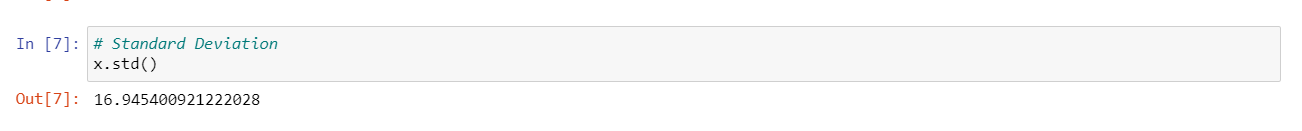 In [7]: # Standard Deviation
x.std()
Out[7]: 16.945400921222028